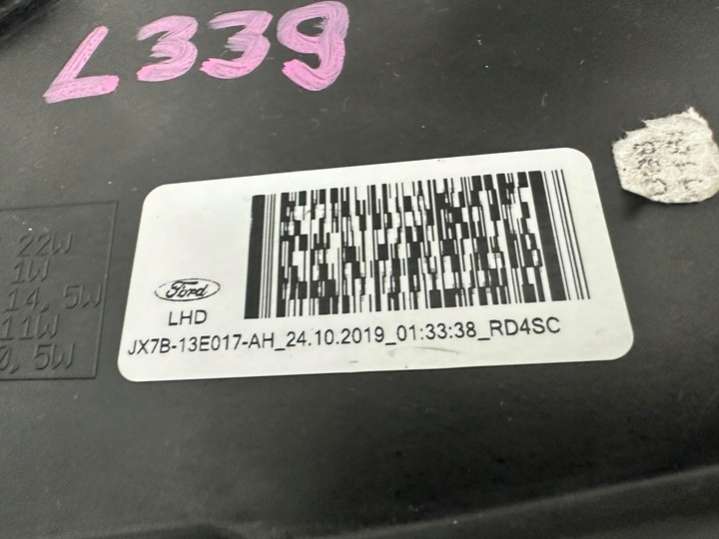 L339
22W
1W
14,5W
11W
0,5W
Ford
LHD
JX7B-13E017-AH_24.10.2019_01:33:38_RD4SC